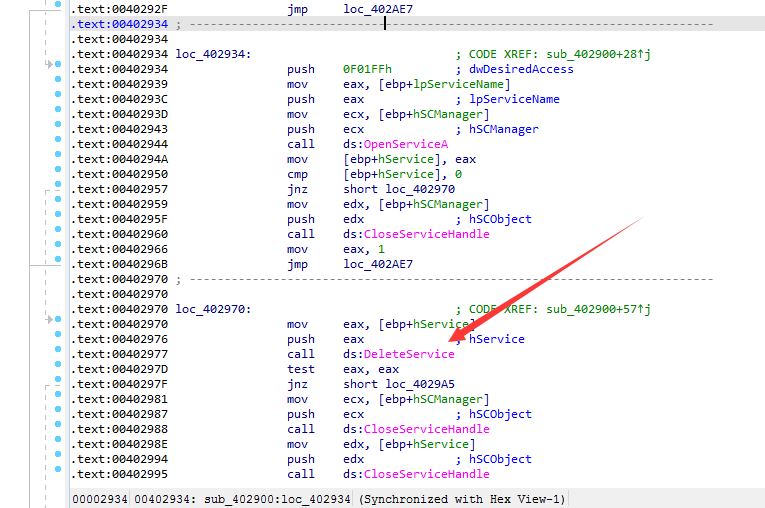 .text:0040292F jmp loc_402AE7
.text:00402934 ; ---------------------------------------------------------------------------
.text:00402934
.text:00402934 loc_402934: ; CODE XREF: sub_402900+28↑j
.text:00402934 push 0F01FFh ; dwDesiredAccess
.text:00402939 mov eax, [ebp+lpServiceName]
.text:0040293C push eax ; lpServiceName
.text:0040293D mov ecx, [ebp+hSCManager]
.text:00402943 push ecx ; hSCManager
.text:00402944 call ds:OpenServiceA
.text:0040294A mov [ebp+hService], eax
.text:00402950 cmp [ebp+hService], 0
.text:00402957 jnz short loc_402970
.text:00402959 mov edx, [ebp+hSCManager]
.text:0040295F push edx ; hSCObject
.text:00402960 call ds:CloseServiceHandle
.text:00402966 mov eax, 1
.text:0040296B jmp loc_402AE7
.text:00402970 ; ---------------------------------------------------------------------------
.text:00402970
.text:00402970 loc_402970: ; CODE XREF: sub_402900+57↑j
.text:00402970 mov eax, [ebp+hService]
.text:00402976 push eax ; hService
.text:00402977 call ds:DeleteService
.text:0040297D test eax, eax
.text:0040297F jnz short loc_4029A5
.text:00402981 mov ecx, [ebp+hSCManager]
.text:00402987 push ecx ; hSCObject
.text:00402988 call ds:CloseServiceHandle
.text:0040298E mov edx, [ebp+hService]
.text:00402994 push edx ; hSCObject
.text:00402995 call ds:CloseServiceHandle
00002934 00402934: sub_402900:loc_402934 (Synchronized with Hex View-1)